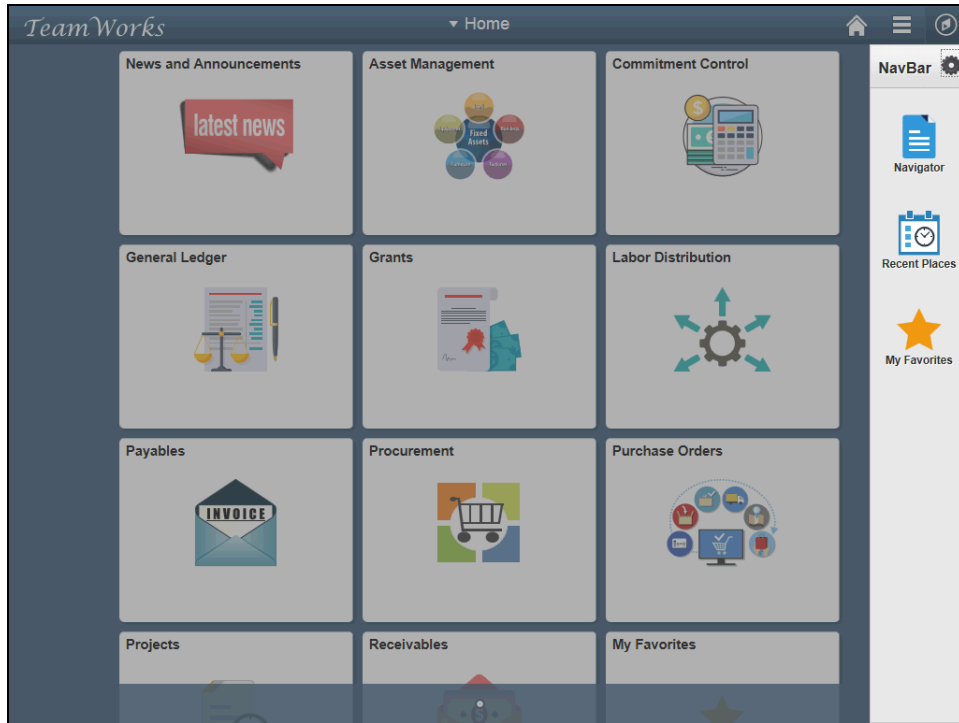 TeamWorks
Home
NavBar
News and Announcements
Asset Management
Commitment Control
latest news
Fixed
Assets
Navigator
Recent Places
My Favorites
General Ledger
Grants
Labor Distribution
Payables
Procurement
Purchase Orders
INVOICE
Projects
Receivables
My Favorites